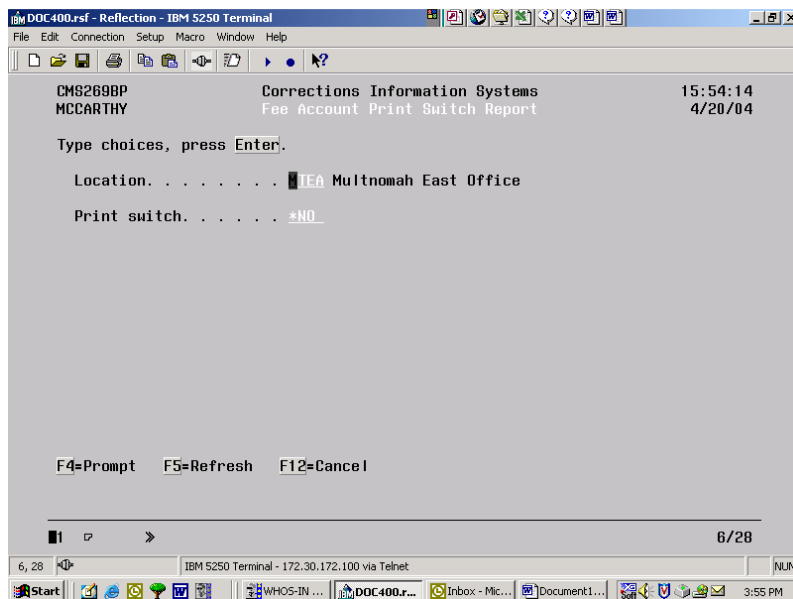 DOC400.rsf - Reflection - IBM 5250 Terminal
File Edit Connection Setup Macro Window Help
CMS269BP Corrections Information Systems 15:54:14
MCCARTHY Fee Account Print Switch Report 4/20/04
Type choices, press Enter.
Location. . . . . . . . MTEA Multnomah East Office
Print switch. . . . . . *NO
F4=Prompt F5=Refresh F12=Cancel
1 6/28
6, 28 IBM 5250 Terminal - 172.30.172.100 via Telnet NUM
Start WHOS-IN ... DOC400.r... Inbox - Mic... Document1... 3:55 PM